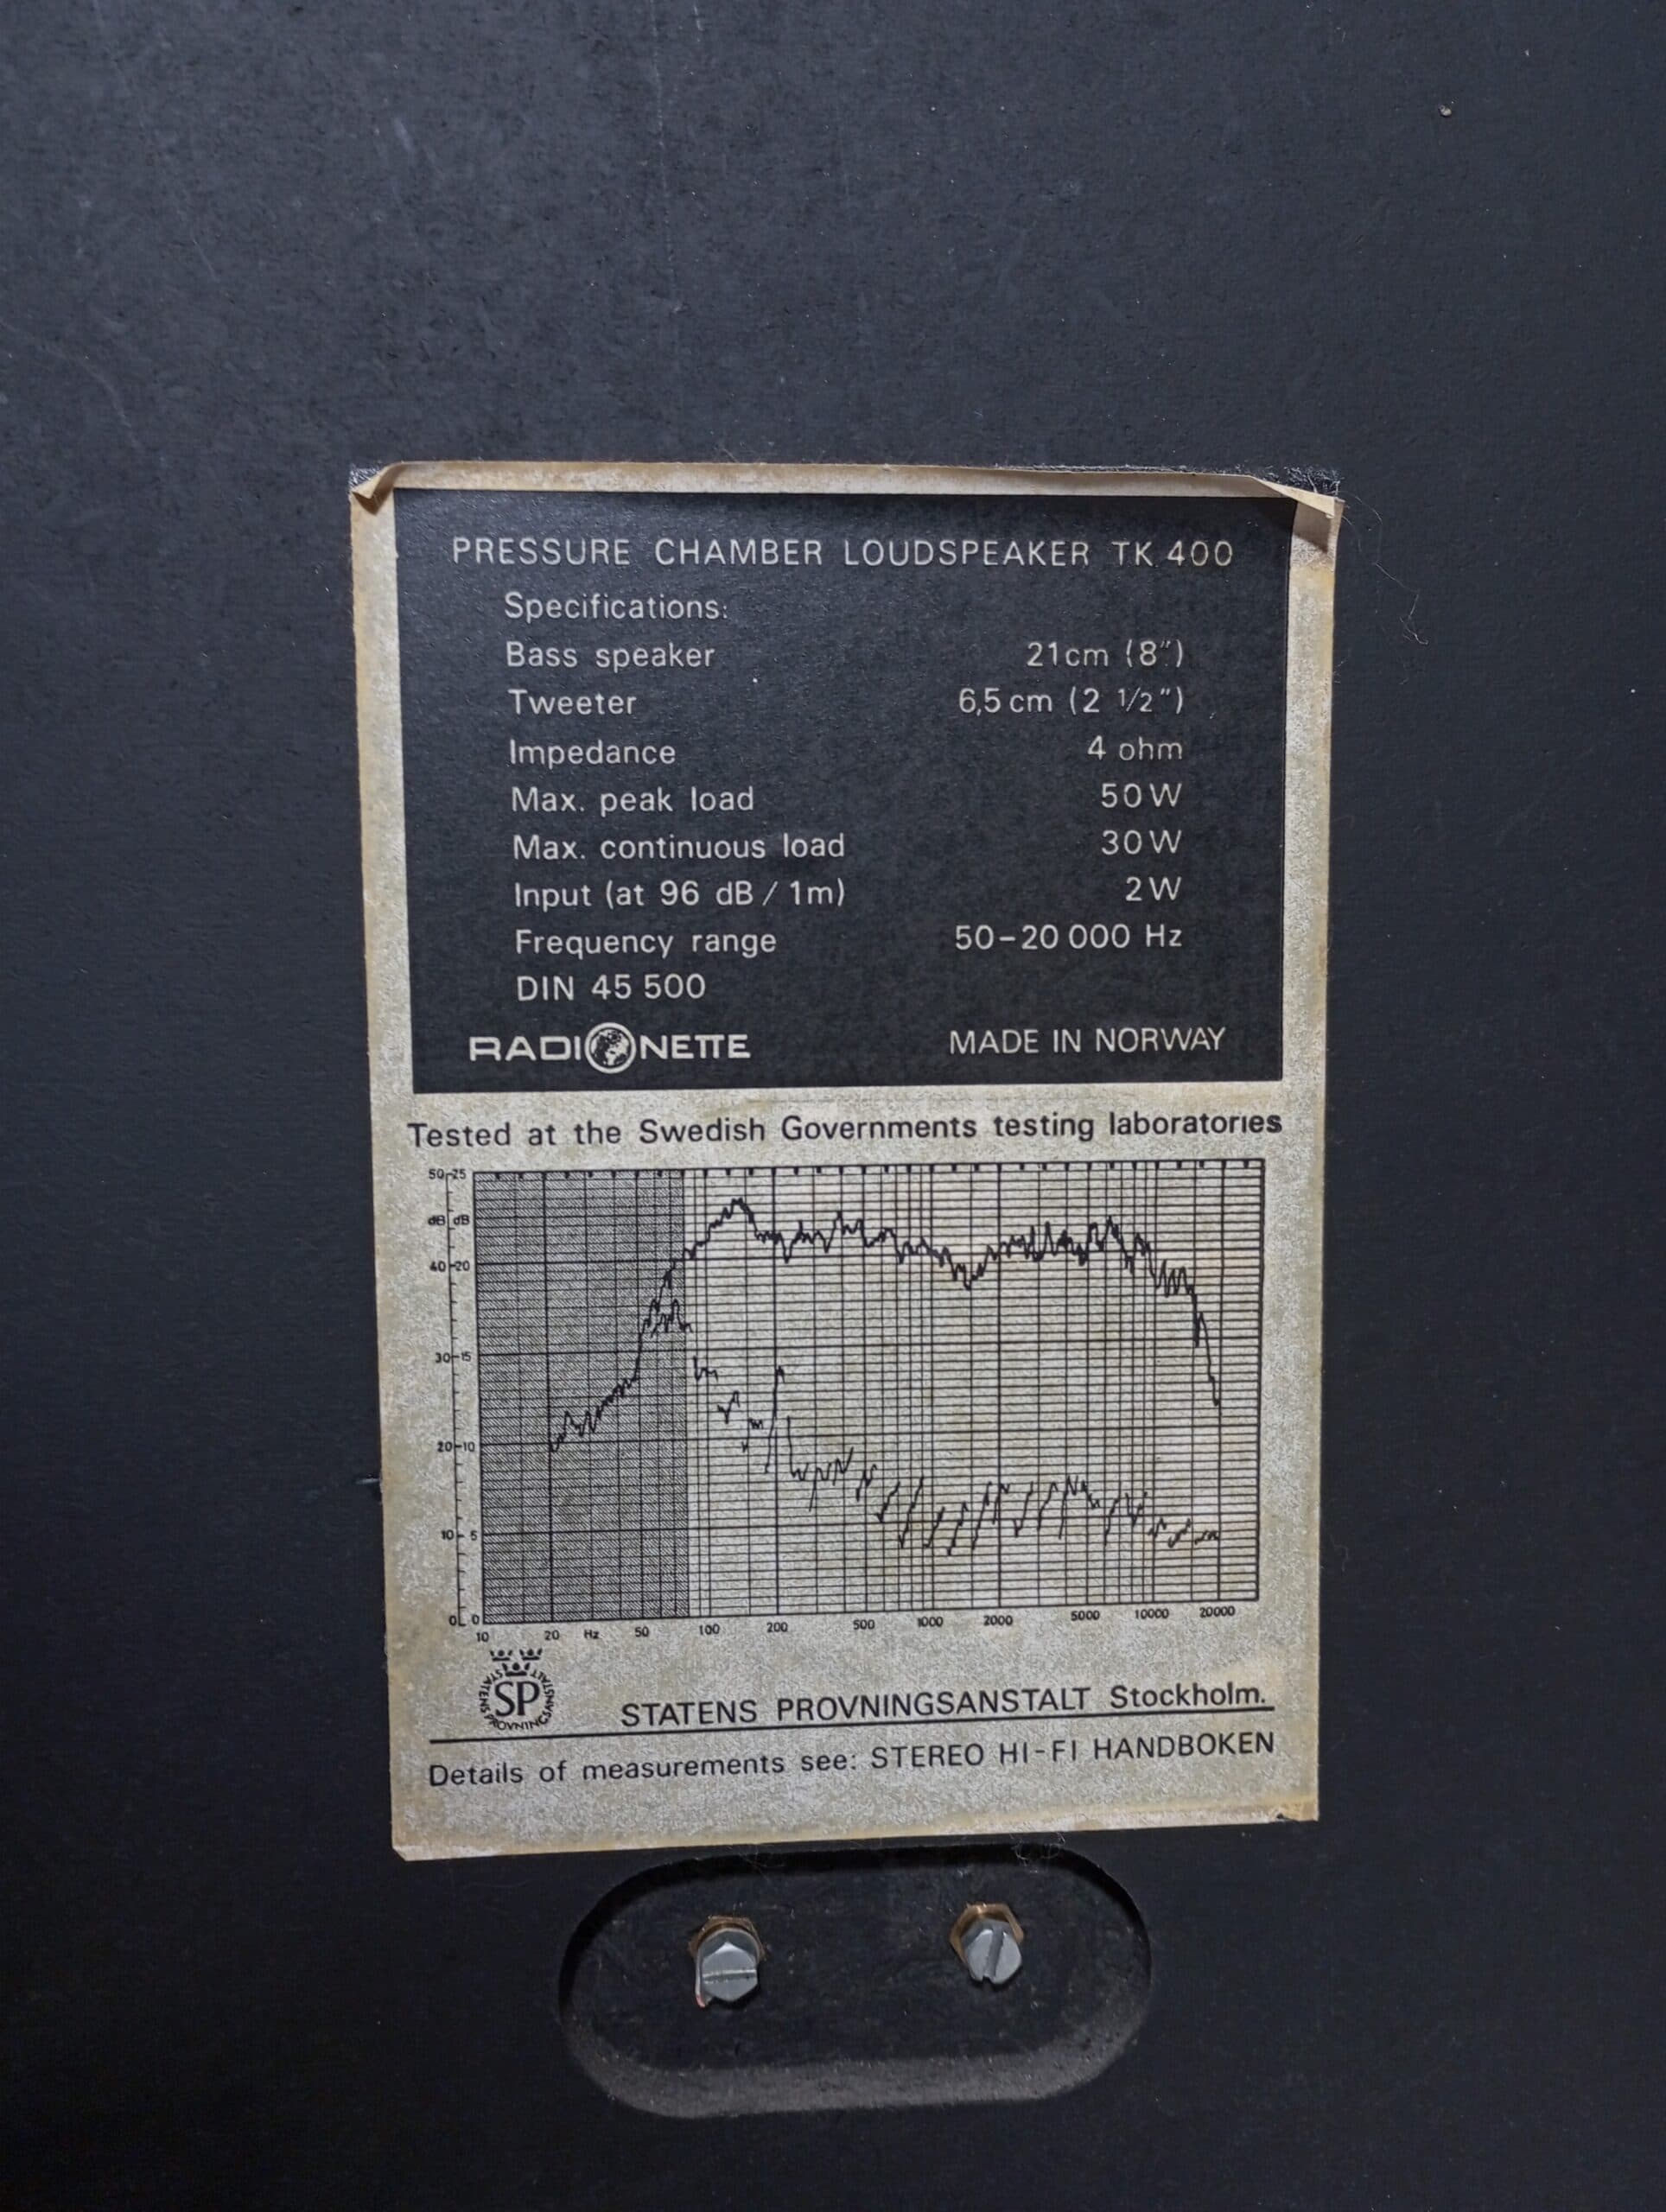 PRESSURE CHAMBER LOUDSPEAKER TK 400
Specifications:
Bass speaker 21cm (8")
Tweeter 6,5 cm (2 1/2")
Impedance 4 ohm
Max. peak load 50 W
Max. continuous load 30 W
Input (at 96 dB / 1m) 2 W
Frequency range 50–20 000 Hz
DIN 45 500
RADIONETTE MADE IN NORWAY
Tested at the Swedish Governments testing laboratories
50 25
dB dB
40 20
30 15
20 10
10 5
0 0
10 20 Hz 50 100 200 500 1000 2000 5000 10000 20000
STATENS PROVNINGSANSTALT
SP
STATENS PROVNINGSANSTALT Stockholm.
Details of measurements see: STEREO HI-FI HANDBOKEN